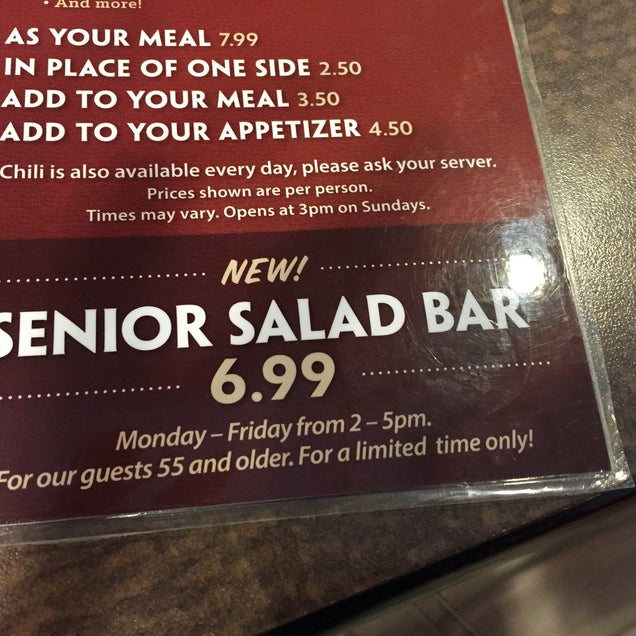 • And more!
AS YOUR MEAL 7.99
IN PLACE OF ONE SIDE 2.50
ADD TO YOUR MEAL 3.50
ADD TO YOUR APPETIZER 4.50
Chili is also available every day, please ask your server.
Prices shown are per person.
Times may vary. Opens at 3pm on Sundays.
NEW!
SENIOR SALAD BAR
6.99
Monday – Friday from 2 – 5pm.
For our guests 55 and older. For a limited time only!